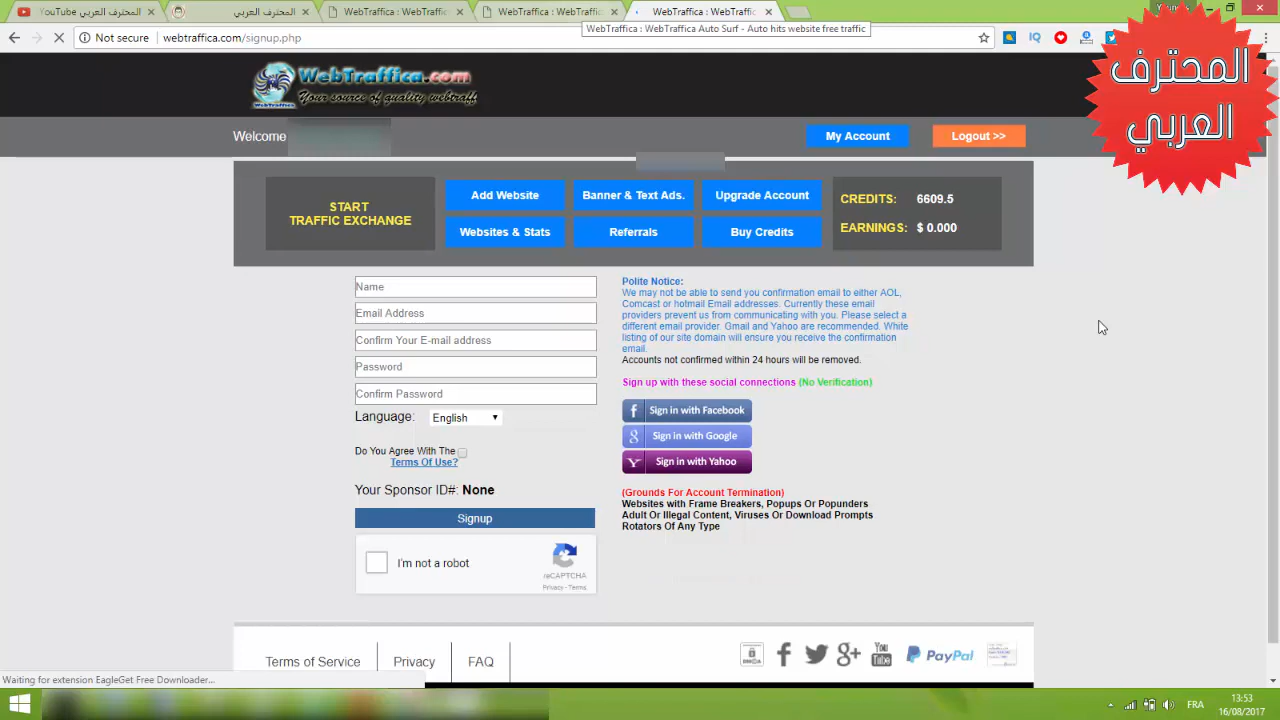 YouTube المحترف العربي
المحترف العربي
WebTraffica : WebTraffic
WebTraffica : WebTraffic
WebTraffica : WebTraffic
WebTraffica : WebTraffica Auto Surf - Auto hits website free traffic
Not secure
webtraffica.com/signup.php
المحترف
العربي
WebTraffica.com
Your source of quality webtraff
Welcome
My Account
Logout >>
START
TRAFFIC EXCHANGE
Add Website
Banner & Text Ads.
Upgrade Account
Websites & Stats
Referrals
Buy Credits
CREDITS: 6609.5
EARNINGS: $ 0.000
Name
Email Address
Confirm Your E-mail address
Password
Confirm Password
Language: English
Do You Agree With The
Terms Of Use?
Your Sponsor ID#: None
Signup
I'm not a robot
reCAPTCHA
Privacy - Terms
Polite Notice:
We may not be able to send you confirmation email to either AOL,
Comcast or hotmail Email addresses. Currently these email
providers prevent us from communicating with you. Please select a
different email provider. Gmail and Yahoo are recommended. White
listing of our site domain will ensure you receive the confirmation
email.
Accounts not confirmed within 24 hours will be removed.
Sign up with these social connections (No Verification)
Sign in with Facebook
Sign in with Google
Sign in with Yahoo
(Grounds For Account Termination)
Websites with Frame Breakers, Popups Or Popunders
Adult Or Illegal Content, Viruses Or Download Prompts
Rotators Of Any Type
Terms of Service
Privacy
FAQ
You Tube
PayPal
Waiting for extension EagleGet Free Downloader...
FRA
13:53
16/08/2017